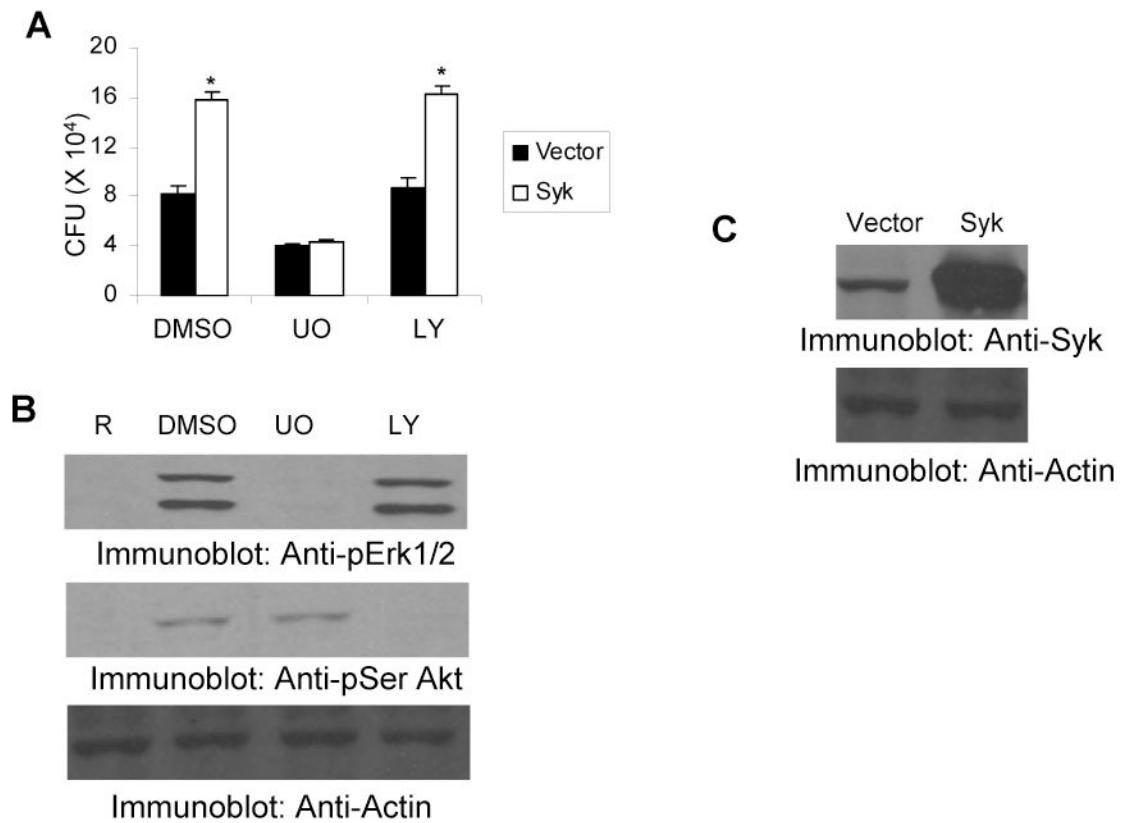 A
20
16
12
8
4
0
CFU (X 10⁴)
*
*
DMSO UO LY
Vector
Syk
B
R DMSO UO LY
Immunoblot: Anti-pErk1/2
Immunoblot: Anti-pSer Akt
Immunoblot: Anti-Actin
C
Vector Syk
Immunoblot: Anti-Syk
Immunoblot: Anti-Actin